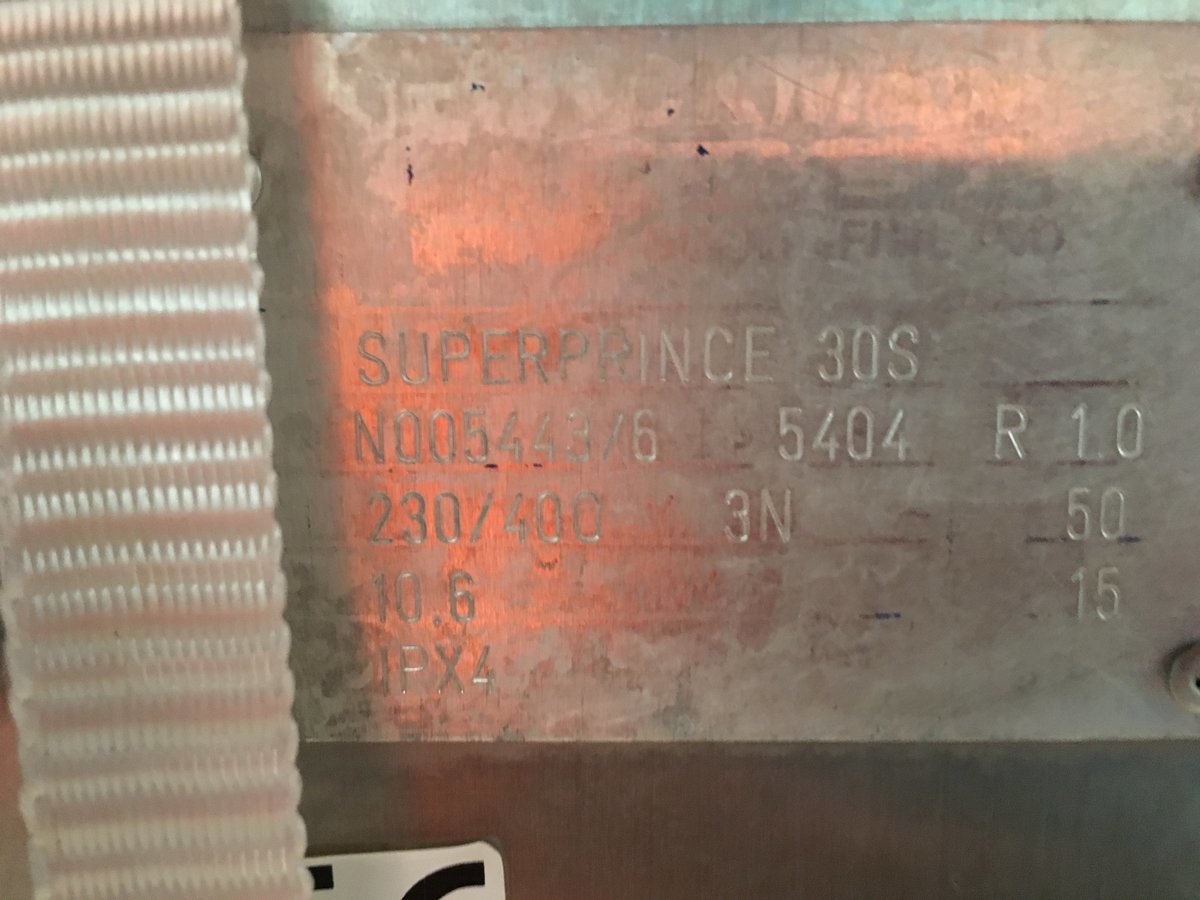 SUPERPRINCE 30S
N005443/6 5404 R 1.0
230/400 3N 50
10.6 15
IPX4